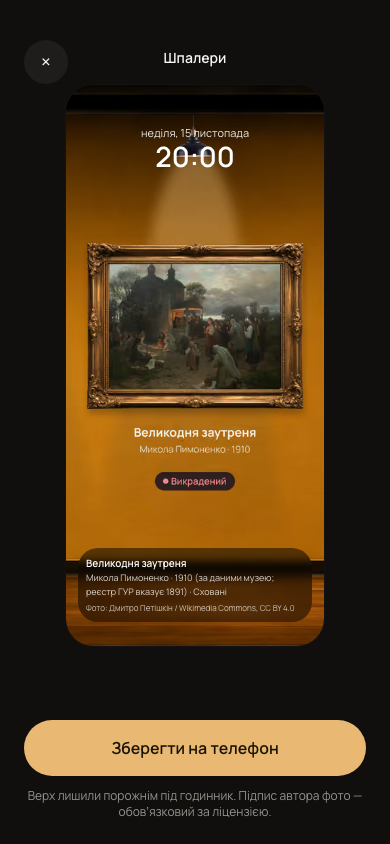 ×
Шпалери
неділя, 15 листопада
20:00
Великодня заутреня
Микола Пимоненко · 1910
Викрадений
Великодня заутреня
Микола Пимоненко · 1910 (за даними музею;
реєстр ГУР вказує 1891) · Сховані
Фото: Дмитро Петішкін / Wikimedia Commons, CC BY 4.0
Зберегти на телефон
Верх лишили порожнім під годинник. Підпис автора фото —
обов'язковий за ліцензією.